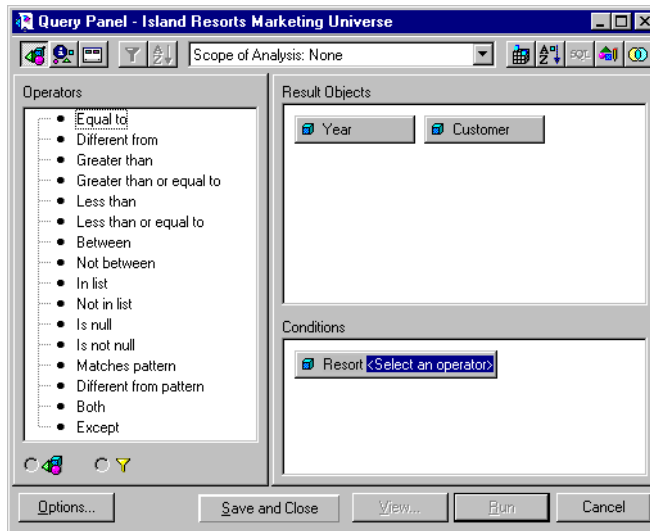 Query Panel - Island Resorts Marketing Universe
Scope of Analysis: None
SQL
Operators
Equal to
Different from
Greater than
Greater than or equal to
Less than
Less than or equal to
Between
Not between
In list
Not in list
Is null
Is not null
Matches pattern
Different from pattern
Both
Except
Result Objects
Year Customer
Conditions
Resort <Select an operator>
Options... Save and Close View... Run Cancel